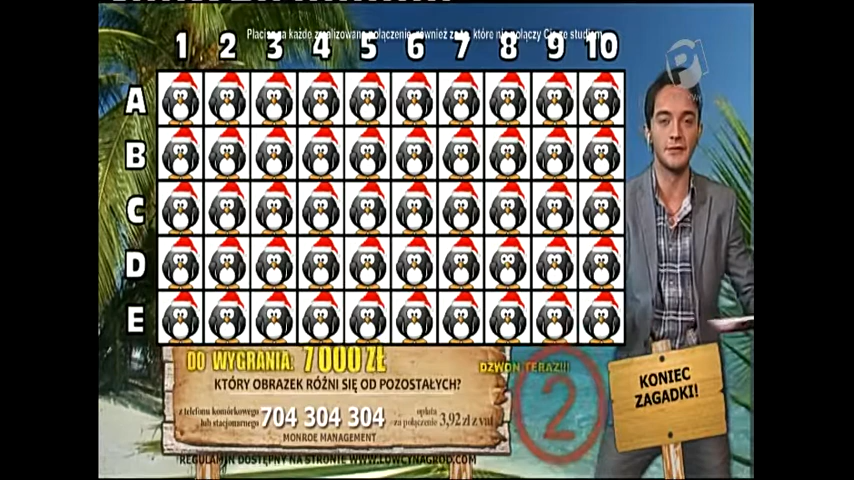 Płacisz za każde zrealizowane połączenie, również za to, które nie połączy Cię ze studiem
1 2 3 4 5 6 7 8 9 10
A
B
C
D
E
DO WYGRANIA: 7000 ZŁ
DZWOŃ TERAZ!!!
KTÓRY OBRAZEK RÓŻNI SIĘ OD POZOSTAŁYCH?
z telefonu komórkowego
lub stacjonarnego
704 304 304
opłata
za połączenie 3,92 zł z vat
MONROE MANAGEMENT
REGULAMIN DOSTĘPNY NA STRONIE WWW.LOWCYNAGROD.COM
2
KONIEC
ZAGADKI!